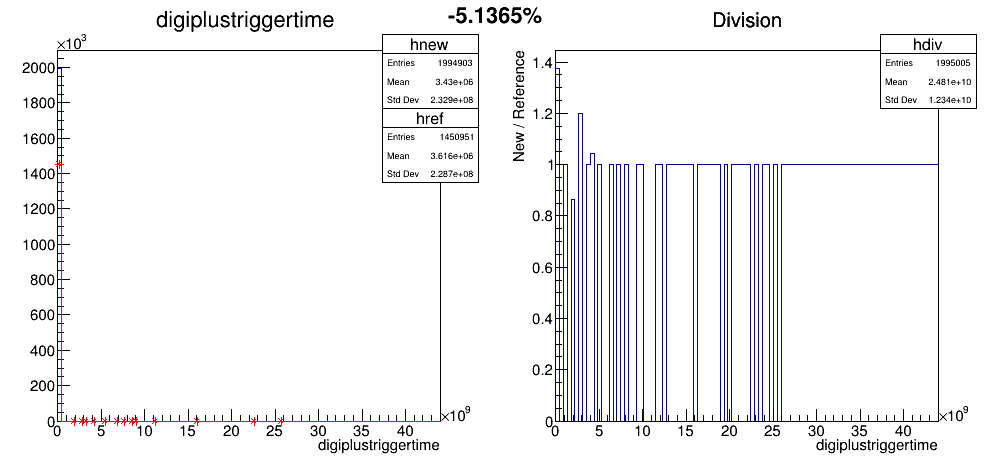 digiplustriggertime
-5.1365%
Division
×10³
hnew
Entries 1994903
Mean 3.43e+06
Std Dev 2.329e+08
href
Entries 1450951
Mean 3.616e+06
Std Dev 2.287e+08
2000
1800
1600
1400
1200
1000
800
600
400
200
0
0 5 10 15 20 25 30 35 40 ×10⁹
digiplustriggertime
hdiv
Entries 1995005
Mean 2.481e+10
Std Dev 1.234e+10
New / Reference
1.4
1.2
1
0.8
0.6
0.4
0.2
0
0 5 10 15 20 25 30 35 40 ×10⁹
digiplustriggertime